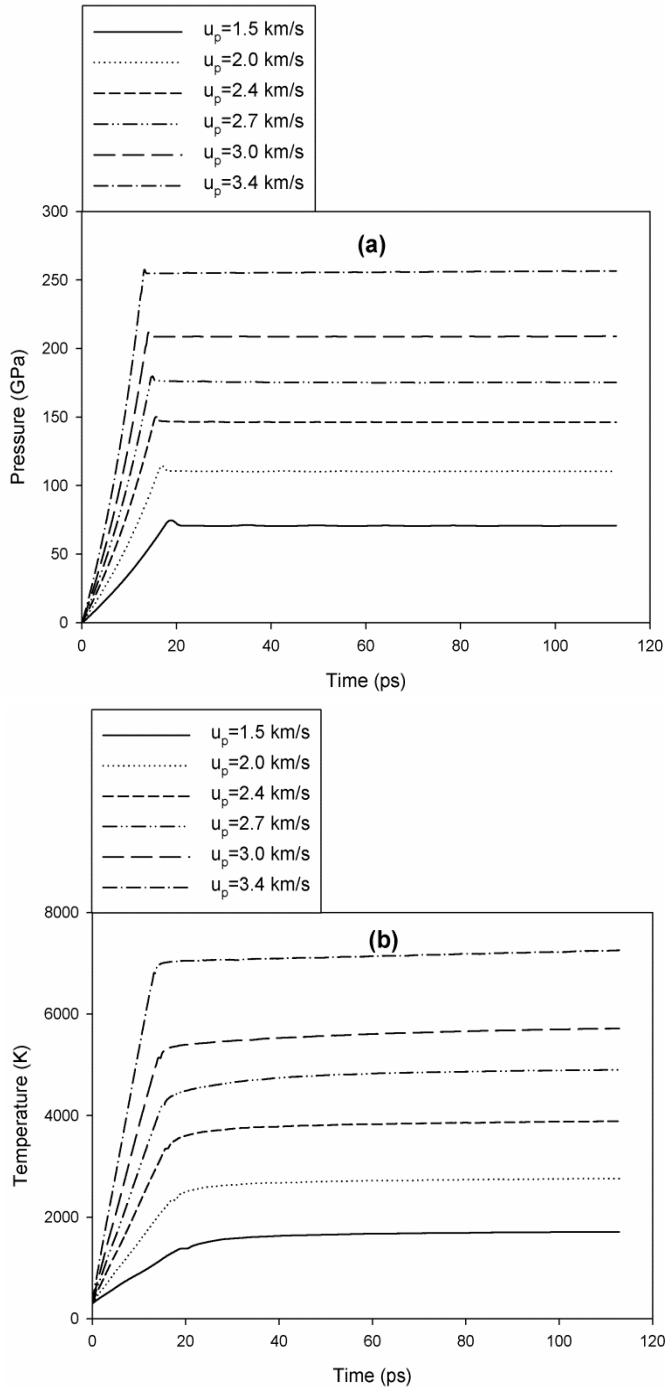 u_p=1.5 km/s
u_p=2.0 km/s
u_p=2.4 km/s
u_p=2.7 km/s
u_p=3.0 km/s
u_p=3.4 km/s
300
250
200
150
100
50
0
Pressure (GPa)
(a)
0 20 40 60 80 100 120
Time (ps)
u_p=1.5 km/s
u_p=2.0 km/s
u_p=2.4 km/s
u_p=2.7 km/s
u_p=3.0 km/s
u_p=3.4 km/s
8000
6000
4000
2000
0
Temperature (K)
(b)
0 20 40 60 80 100 120
Time (ps)